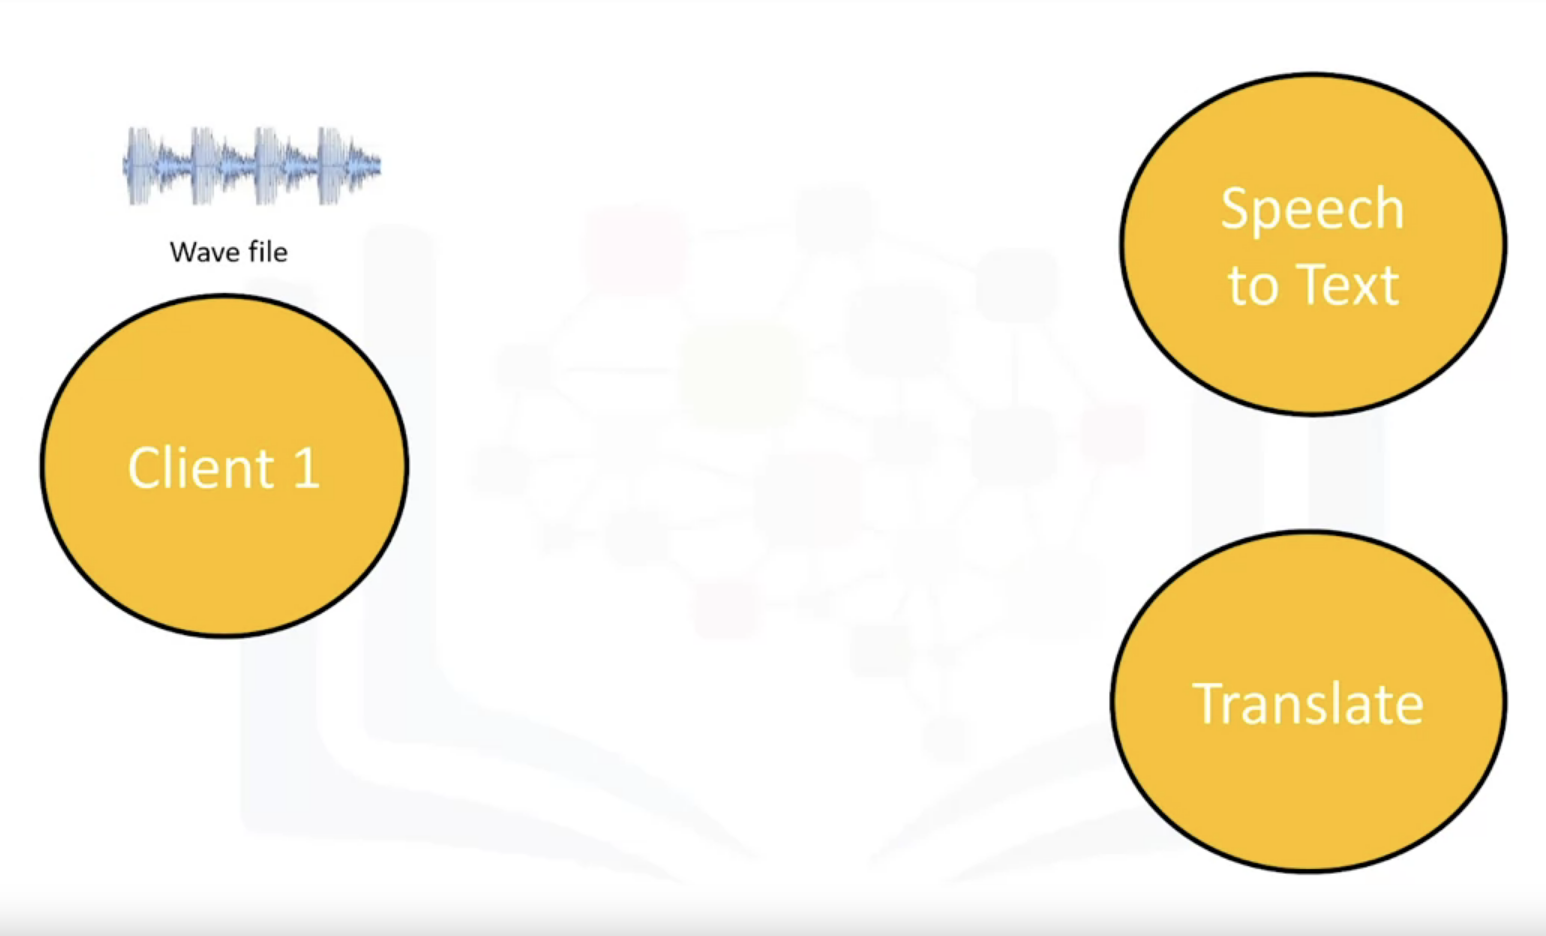 Wave file
Client 1
Speech
to Text
Translate